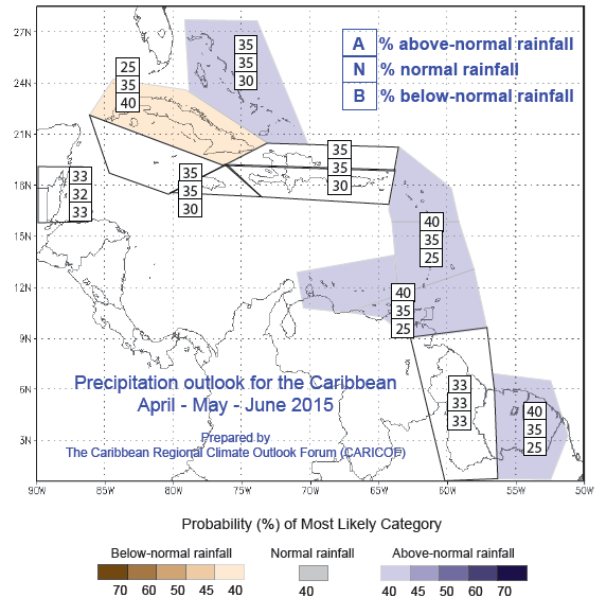 27N
24N
21N
18N
15N
12N
9N
6N
3N
90W
85W
80W
75W
70W
65W
60W
55W
50W
A % above-normal rainfall
N % normal rainfall
B % below-normal rainfall
35
35
30
25
35
40
35
35
30
35
35
30
33
32
33
40
35
25
40
35
25
33
33
33
40
35
25
Precipitation outlook for the Caribbean
April - May - June 2015
Prepared by
The Caribbean Regional Climate Outlook Forum (CARICOF)
Probability (%) of Most Likely Category
Below-normal rainfall Normal rainfall Above-normal rainfall
70 60 50 45 40 40 40 45 50 60 70